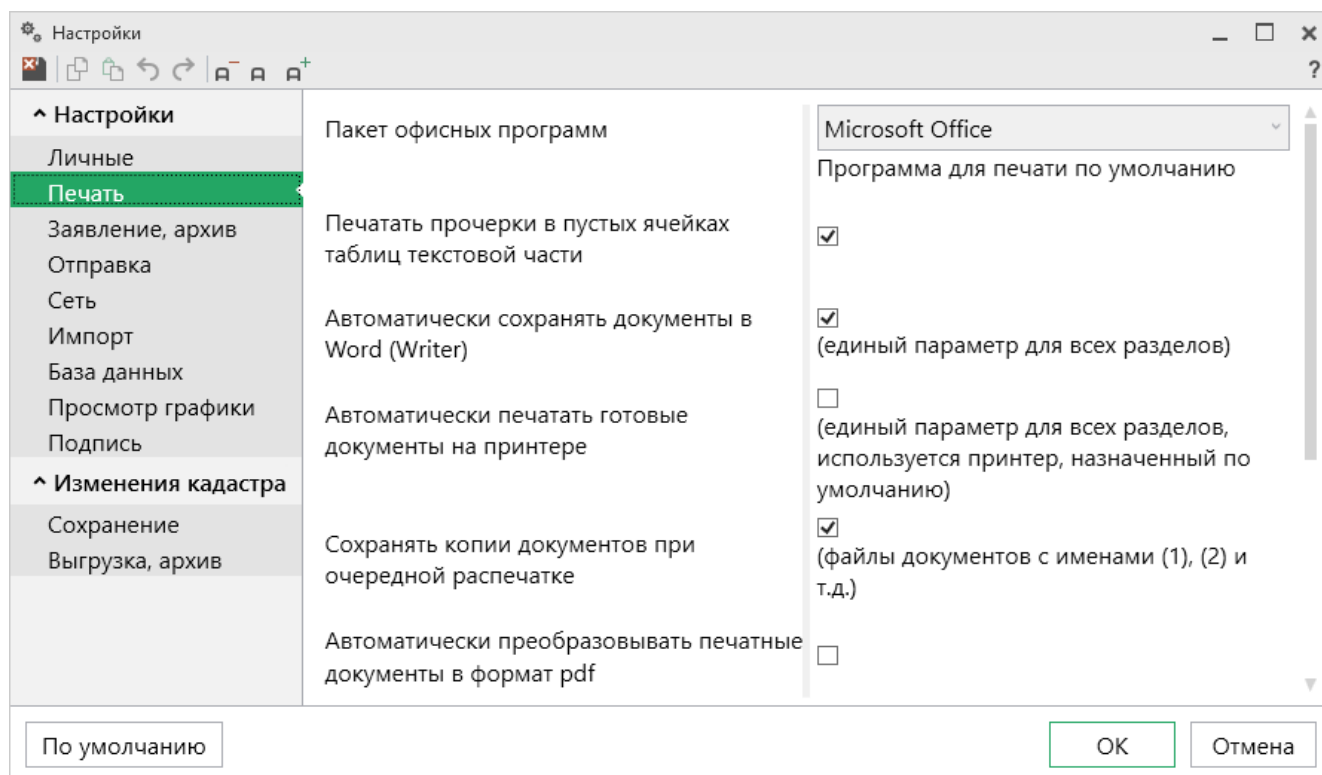 Настройки
?
Настройки
Личные
Печать
Заявление, архив
Отправка
Сеть
Импорт
База данных
Просмотр графики
Подпись
Изменения кадастра
Сохранение
Выгрузка, архив
Пакет офисных программ
Microsoft Office
Программа для печати по умолчанию
Печатать прочерки в пустых ячейках
таблиц текстовой части
Автоматически сохранять документы в
Word (Writer)
(единый параметр для всех разделов)
Автоматически печатать готовые
документы на принтере
(единый параметр для всех разделов,
используется принтер, назначенный по
умолчанию)
Сохранять копии документов при
очередной распечатке
(файлы документов с именами (1), (2) и
т.д.)
Автоматически преобразовывать печатные
документы в формат pdf
По умолчанию
ОК
Отмена